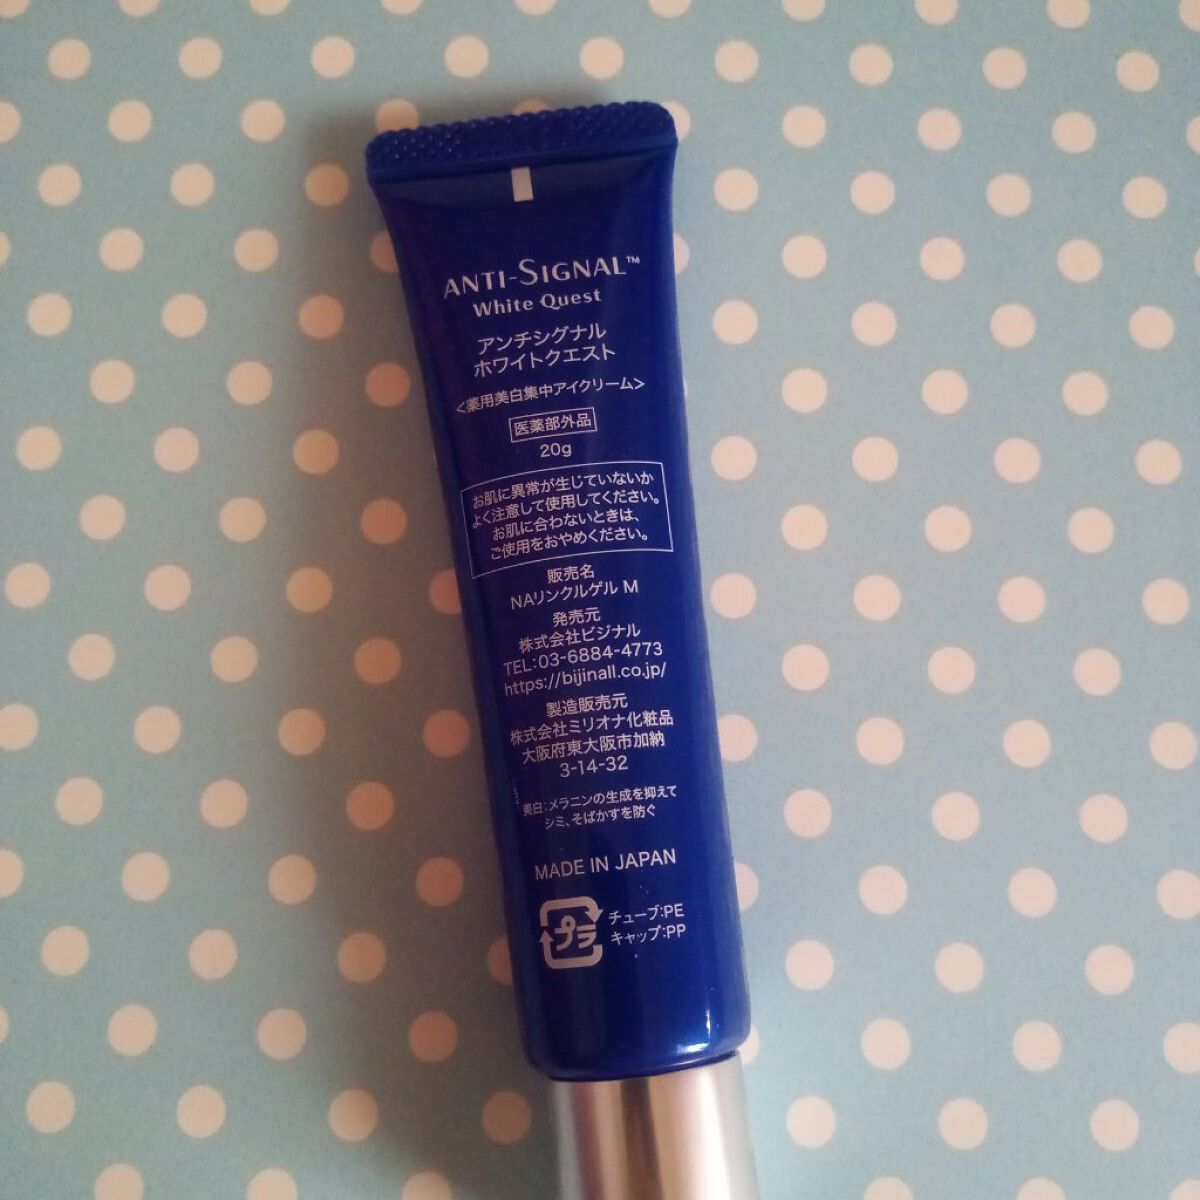 ANTI-SIGNAL™
White Quest
アンチシグナル
ホワイトクエスト
<薬用美白集中アイクリーム>
医薬部外品
20g
お肌に異常が生じていないか
よく注意して使用してください。
お肌に合わないときは、
ご使用をおやめください。
販売名
NAリンクルゲル M
発売元
株式会社ビジナル
TEL:03-6884-4773
https://bijinall.co.jp/
製造販売元
株式会社ミリオナ化粧品
大阪府東大阪市加納
3-14-32
美白:メラニンの生成を抑えて
シミ、そばかすを防ぐ
MADE IN JAPAN
プラ
チューブ:PE
キャップ:PP